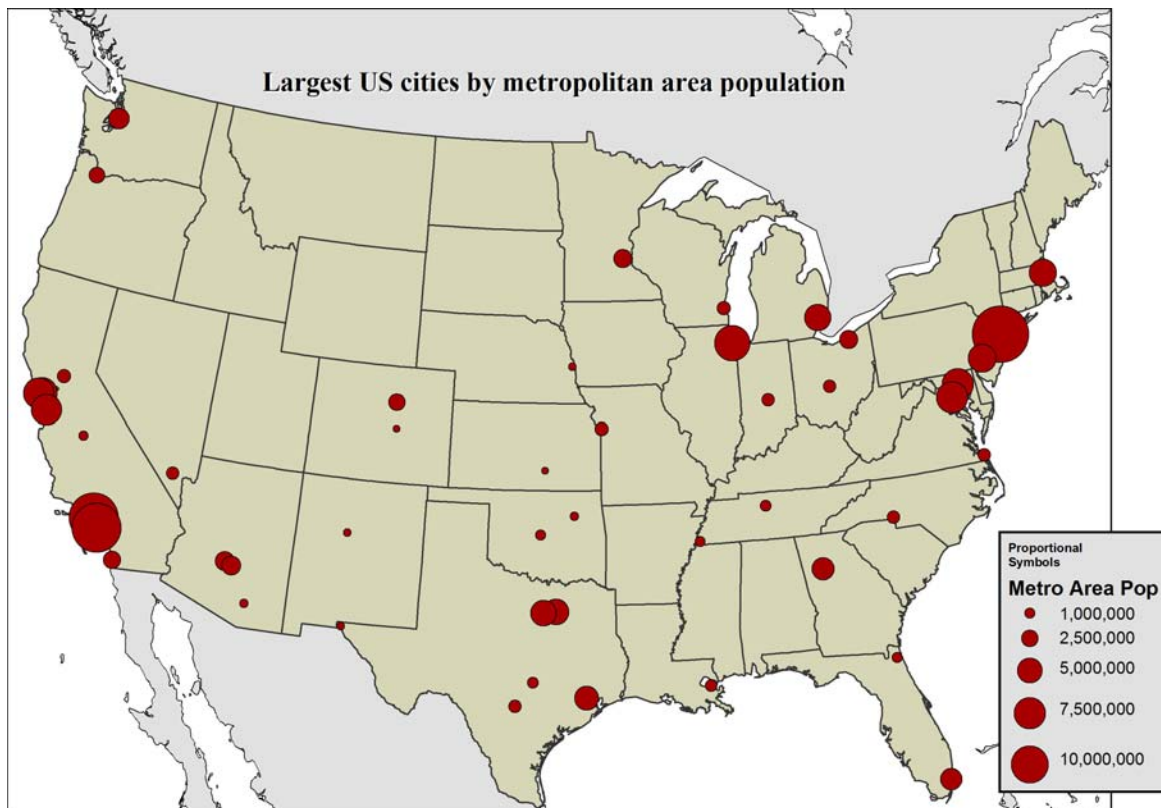 Largest US cities by metropolitan area population
Proportional
Symbols
Metro Area Pop
1,000,000
2,500,000
5,000,000
7,500,000
10,000,000